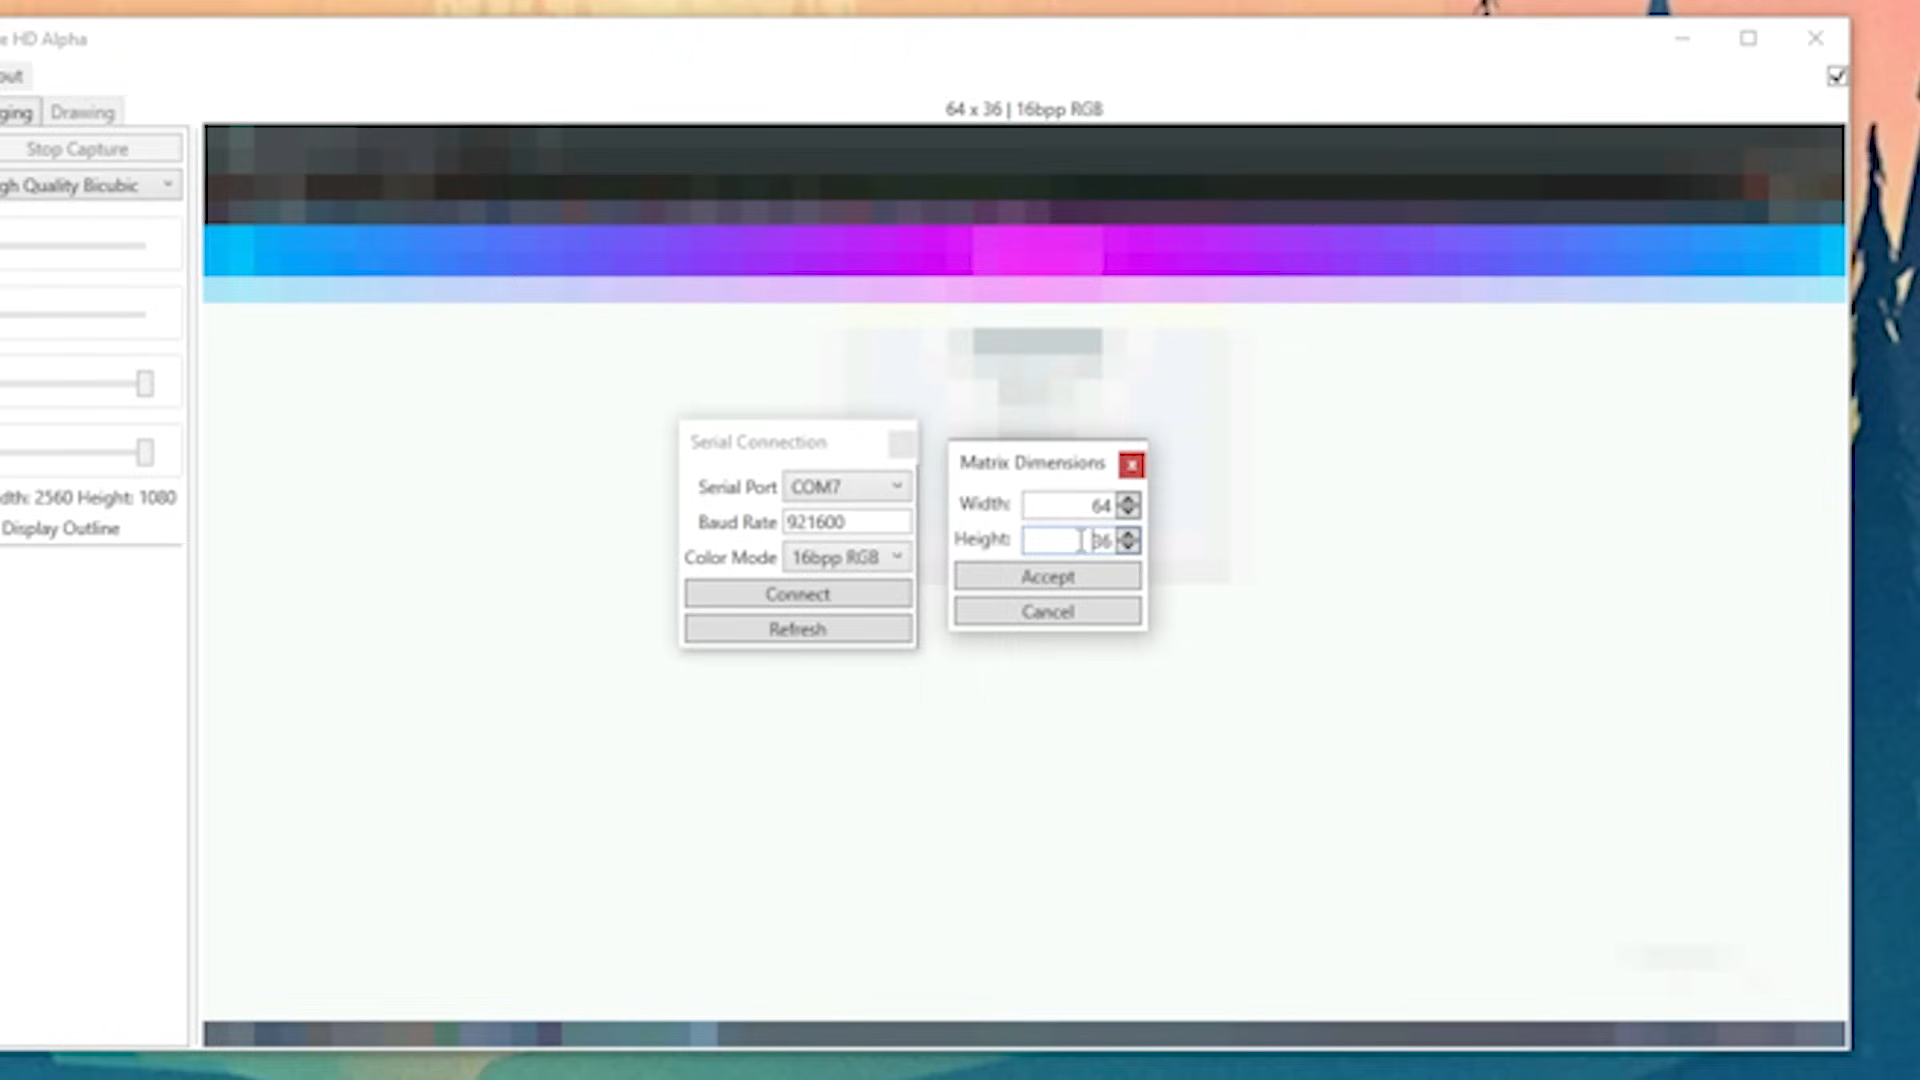 e HD Alpha
out
ging Drawing
64 x 36 | 16bpp RGB
Stop Capture
gh Quality Bicubic
dth: 2560 Height: 1080
Display Outline
Serial Connection
Serial Port COM7
Baud Rate 921600
Color Mode 16bpp RGB
Connect
Refresh
Matrix Dimensions
Width: 64
Height: 36
Accept
Cancel